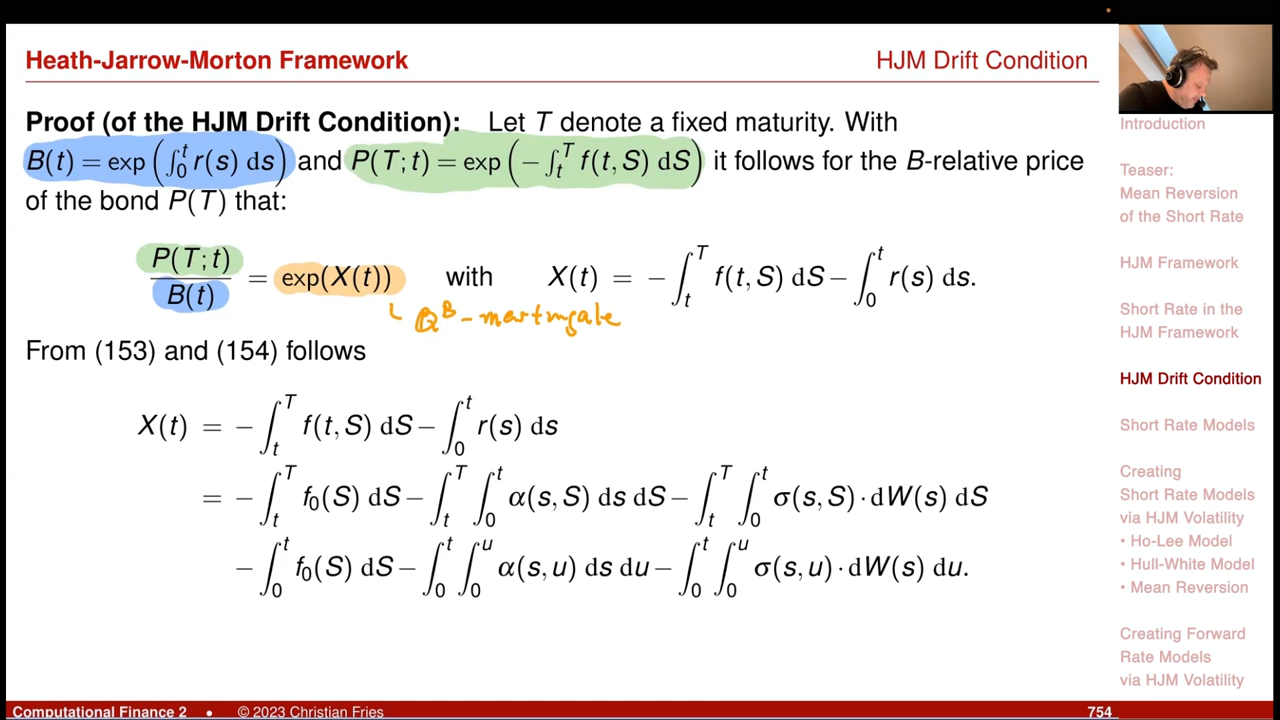 Heath-Jarrow-Morton Framework
HJM Drift Condition
Proof (of the HJM Drift Condition): Let T denote a fixed maturity. With
B(t) = exp(∫₀ᵗ r(s) ds) and P(T;t) = exp(−∫ₜᵀ f(t,S) dS) it follows for the B-relative price
of the bond P(T) that:
P(T;t)/B(t) = exp(X(t)) with X(t) = −∫ₜᵀ f(t,S) dS − ∫₀ᵗ r(s) ds.
Qᴮ-martingale
From (153) and (154) follows
X(t) = −∫ₜᵀ f(t,S) dS − ∫₀ᵗ r(s) ds
= −∫ₜᵀ f₀(S) dS − ∫ₜᵀ ∫₀ᵗ α(s,S) ds dS − ∫ₜᵀ ∫₀ᵗ σ(s,S) · dW(s) dS
− ∫₀ᵗ f₀(S) dS − ∫₀ᵗ ∫₀ᵘ α(s,u) ds du − ∫₀ᵗ ∫₀ᵘ σ(s,u) · dW(s) du.
Introduction
Teaser:
Mean Reversion
of the Short Rate
HJM Framework
Short Rate in the
HJM Framework
HJM Drift Condition
Short Rate Models
Creating
Short Rate Models
via HJM Volatility
• Ho-Lee Model
• Hull-White Model
• Mean Reversion
Creating Forward
Rate Models
via HJM Volatility
Computational Finance 2 • © 2023 Christian Fries
754